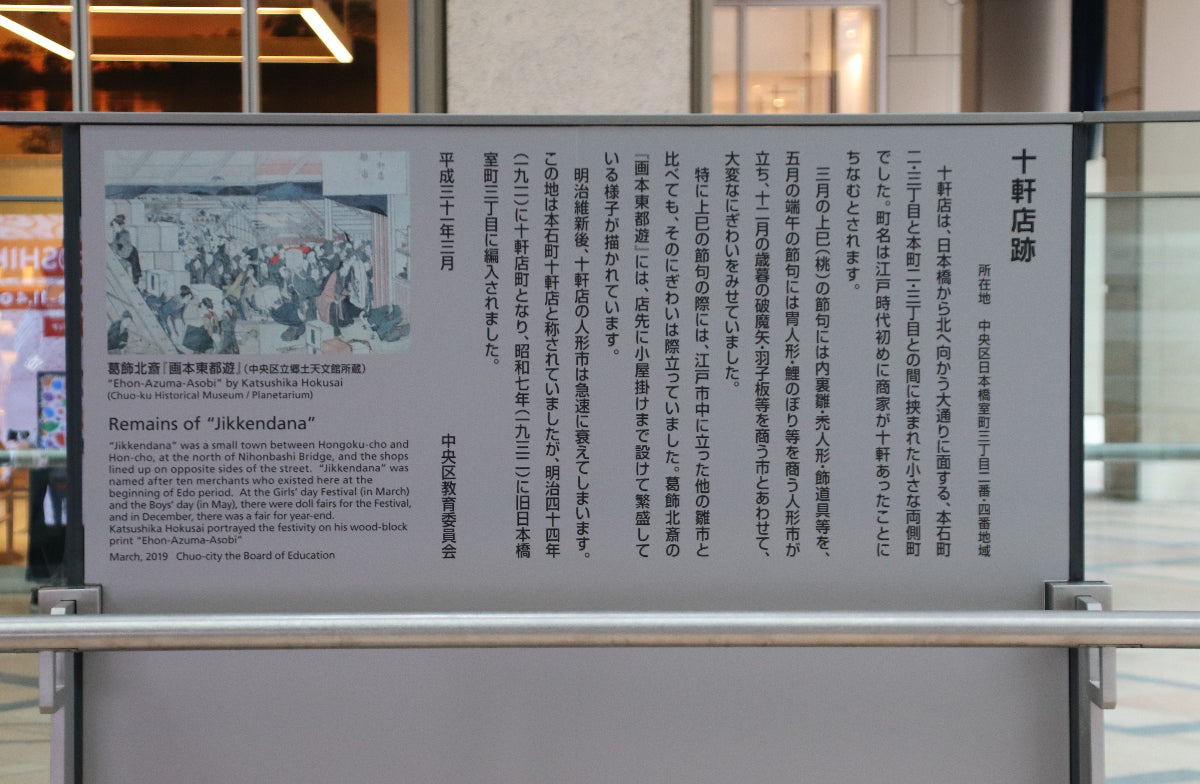 十軒店跡
所在地 中央区日本橋室町三丁目二番・四番地域
十軒店は、日本橋から北へ向かう大通りに面する、本石町
二・三丁目と本町二・三丁目との間に挟まれた小さな両側町
でした。町名は江戸時代初めに商家が十軒あったことに
ちなむとされます。
三月の上巳(桃)の節句には内裏雛・禿人形・飾道具等を、
五月の端午の節句には冑人形・鯉のぼり等を商う人形市が
立ち、十二月の歳暮の破魔矢・羽子板等を商う市とあわせて、
大変なにぎわいをみせていました。
特に上巳の節句の際には、江戸市中に立った他の雛市と
比べても、そのにぎわいは際立っていました。葛飾北斎の
『画本東都遊』には、店先に小屋掛けまで設けて繁盛して
いる様子が描かれています。
明治維新後、十軒店の人形市は急速に衰えてしまいます。
この地は本石町十軒店と称されていましたが、明治四十四年
(一九一一)に十軒店町となり、昭和七年(一九三二)に旧日本橋
室町三丁目に編入されました。
平成三十一年三月
中央区教育委員会
葛飾北斎『画本東都遊』(中央区立郷土天文館所蔵)
"Ehon-Azuma-Asobi" by Katsushika Hokusai
(Chuo-ku Historical Museum / Planetarium)
Remains of "Jikkendana"
"Jikkendana" was a small town between Hongoku-cho and
Hon-cho, at the north of Nihonbashi Bridge, and the shops
lined up on opposite sides of the street. "Jikkendana" was
named after ten merchants who existed here at the
beginning of Edo period. At the Girls' day Festival (in March)
and the Boys' day (in May), there were doll fairs for the Festival,
and in December, there was a fair for year-end.
Katsushika Hokusai portrayed the festivity on his wood-block
print "Ehon-Azuma-Asobi"
March, 2019 Chuo-city the Board of Education